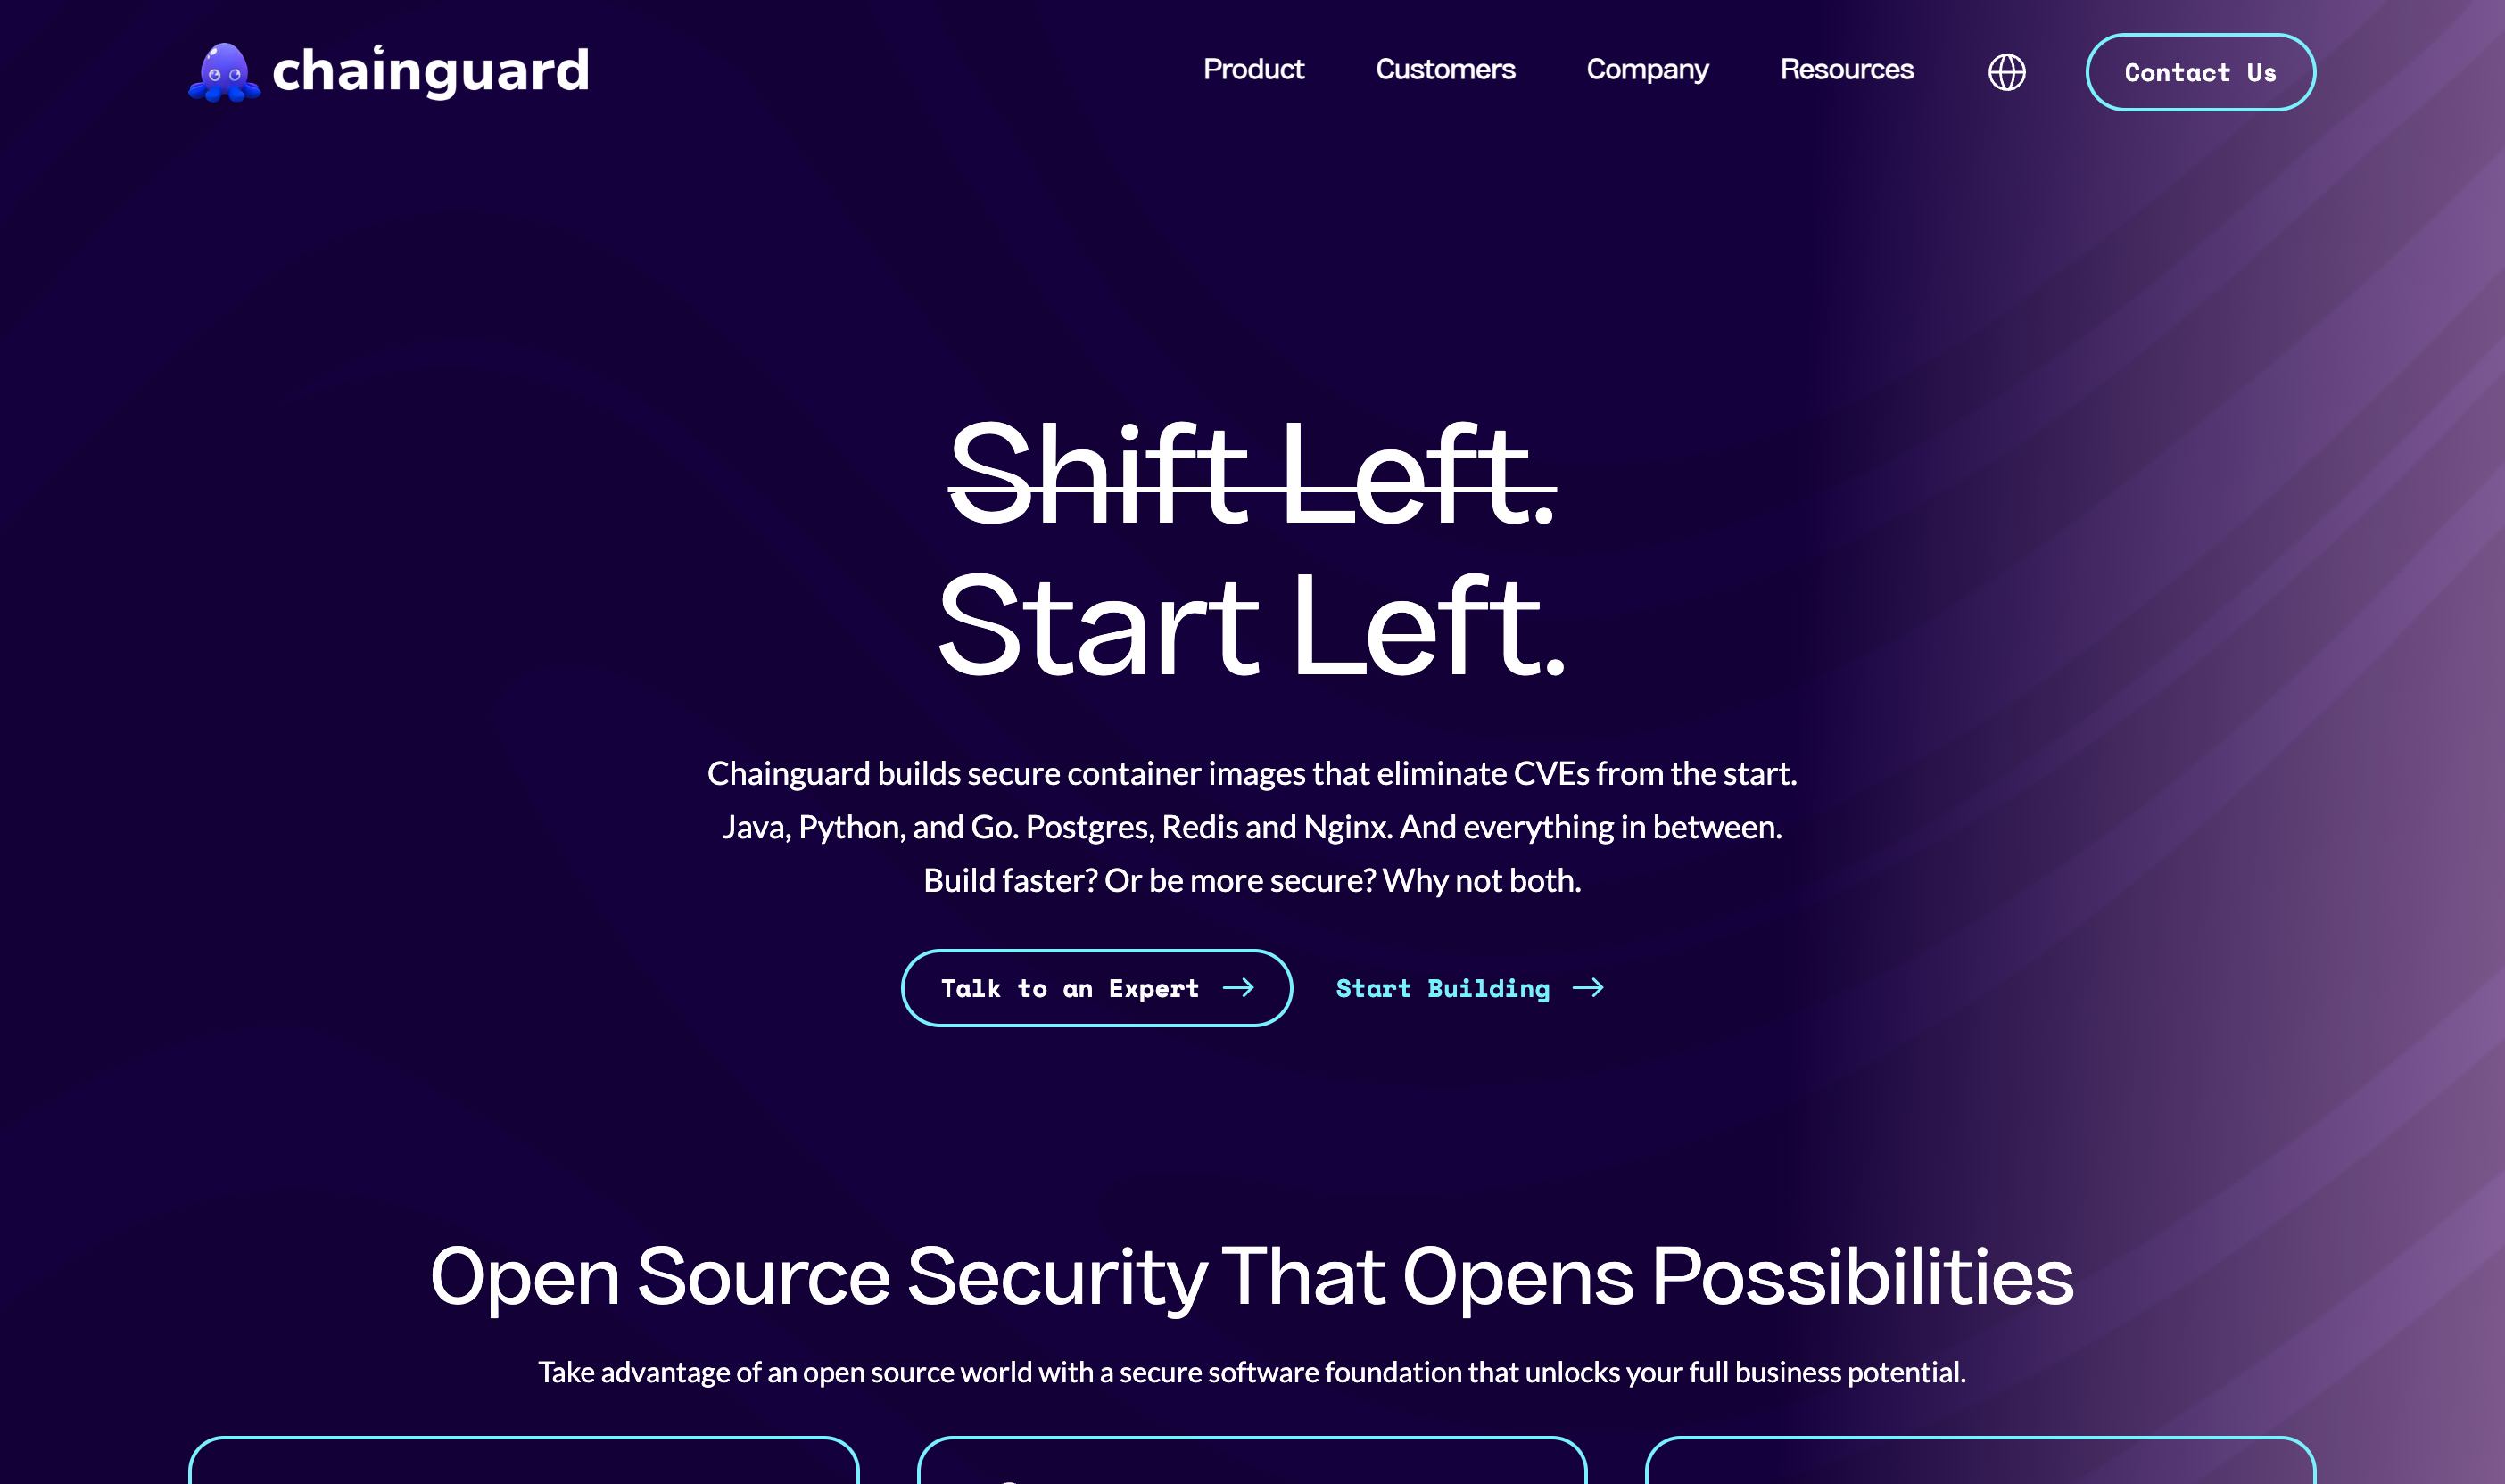 chainguard
Product Customers Company Resources Contact Us
Shift Left.
Start Left.
Chainguard builds secure container images that eliminate CVEs from the start.
Java, Python, and Go. Postgres, Redis and Nginx. And everything in between.
Build faster? Or be more secure? Why not both.
Talk to an Expert → Start Building →
Open Source Security That Opens Possibilities
Take advantage of an open source world with a secure software foundation that unlocks your full business potential.